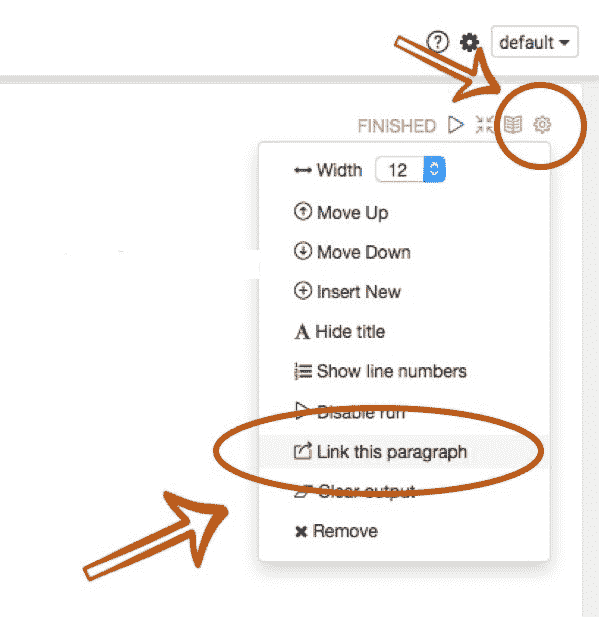 default
FINISHED
Width 12
Move Up
Move Down
Insert New
Hide title
Show line numbers
Disable run
Link this paragraph
Clear output
Remove